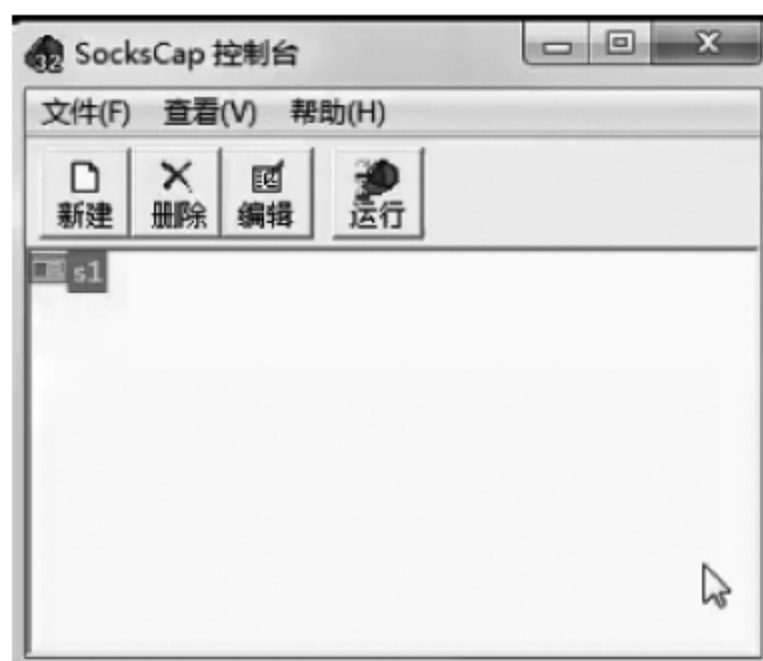 SocksCap 控制台
文件(F) 查看(V) 帮助(H)
新建 删除 编辑 运行
s1